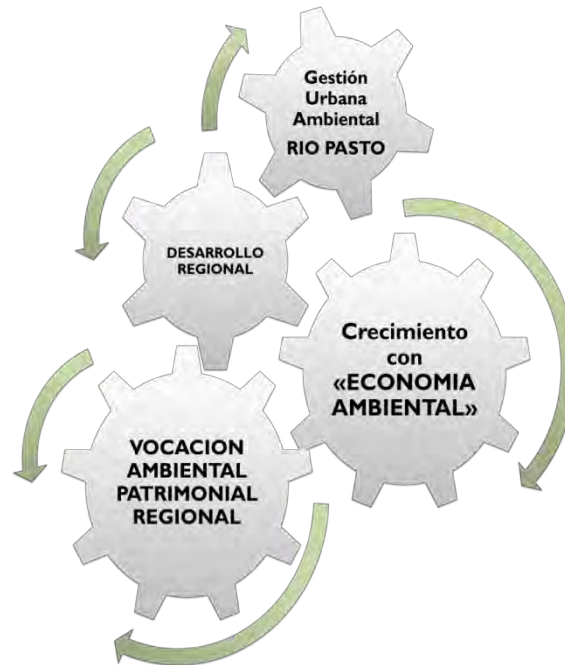 Gestión
Urbana
Ambiental
RIO PASTO
DESARROLLO
REGIONAL
Crecimiento
con
«ECONOMIA
AMBIENTAL»
VOCACION
AMBIENTAL
PATRIMONIAL
REGIONAL